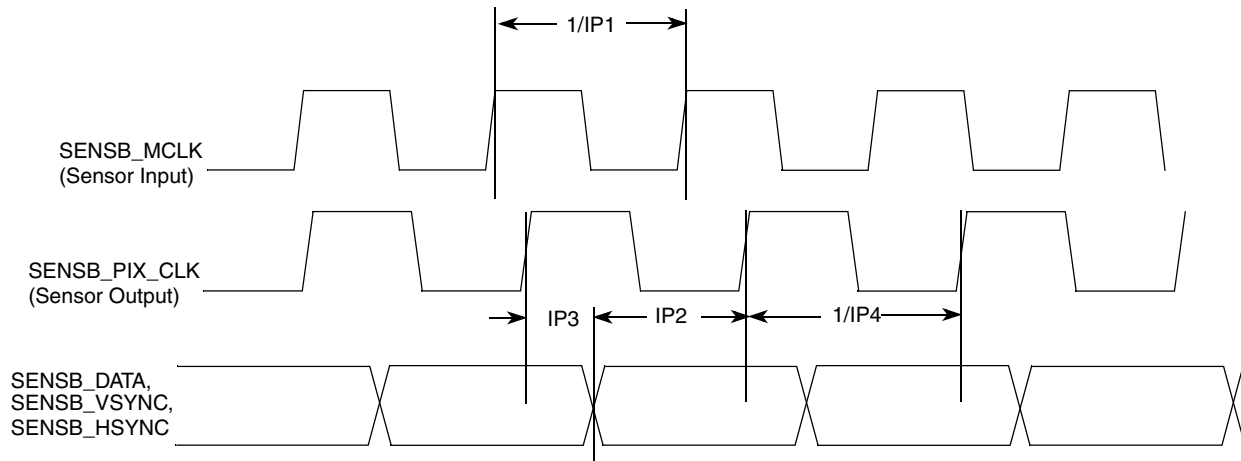 1/IP1
SENSB_MCLK
(Sensor Input)
SENSB_PIX_CLK
(Sensor Output)
IP3
IP2
1/IP4
SENSB_DATA,
SENSB_VSYNC,
SENSB_HSYNC